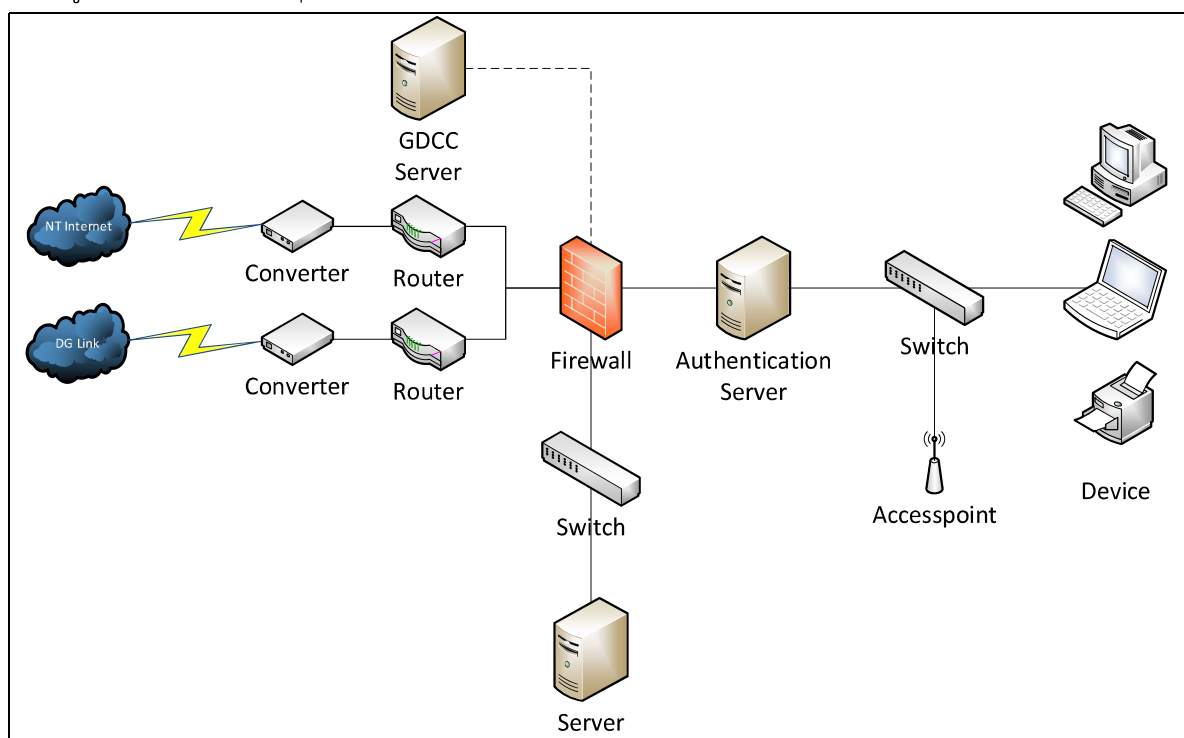 GDCC
Server
NT Internet
Converter
Router
DG Link
Converter
Router
Firewall
Authentication
Server
Switch
Accesspoint
Device
Switch
Server